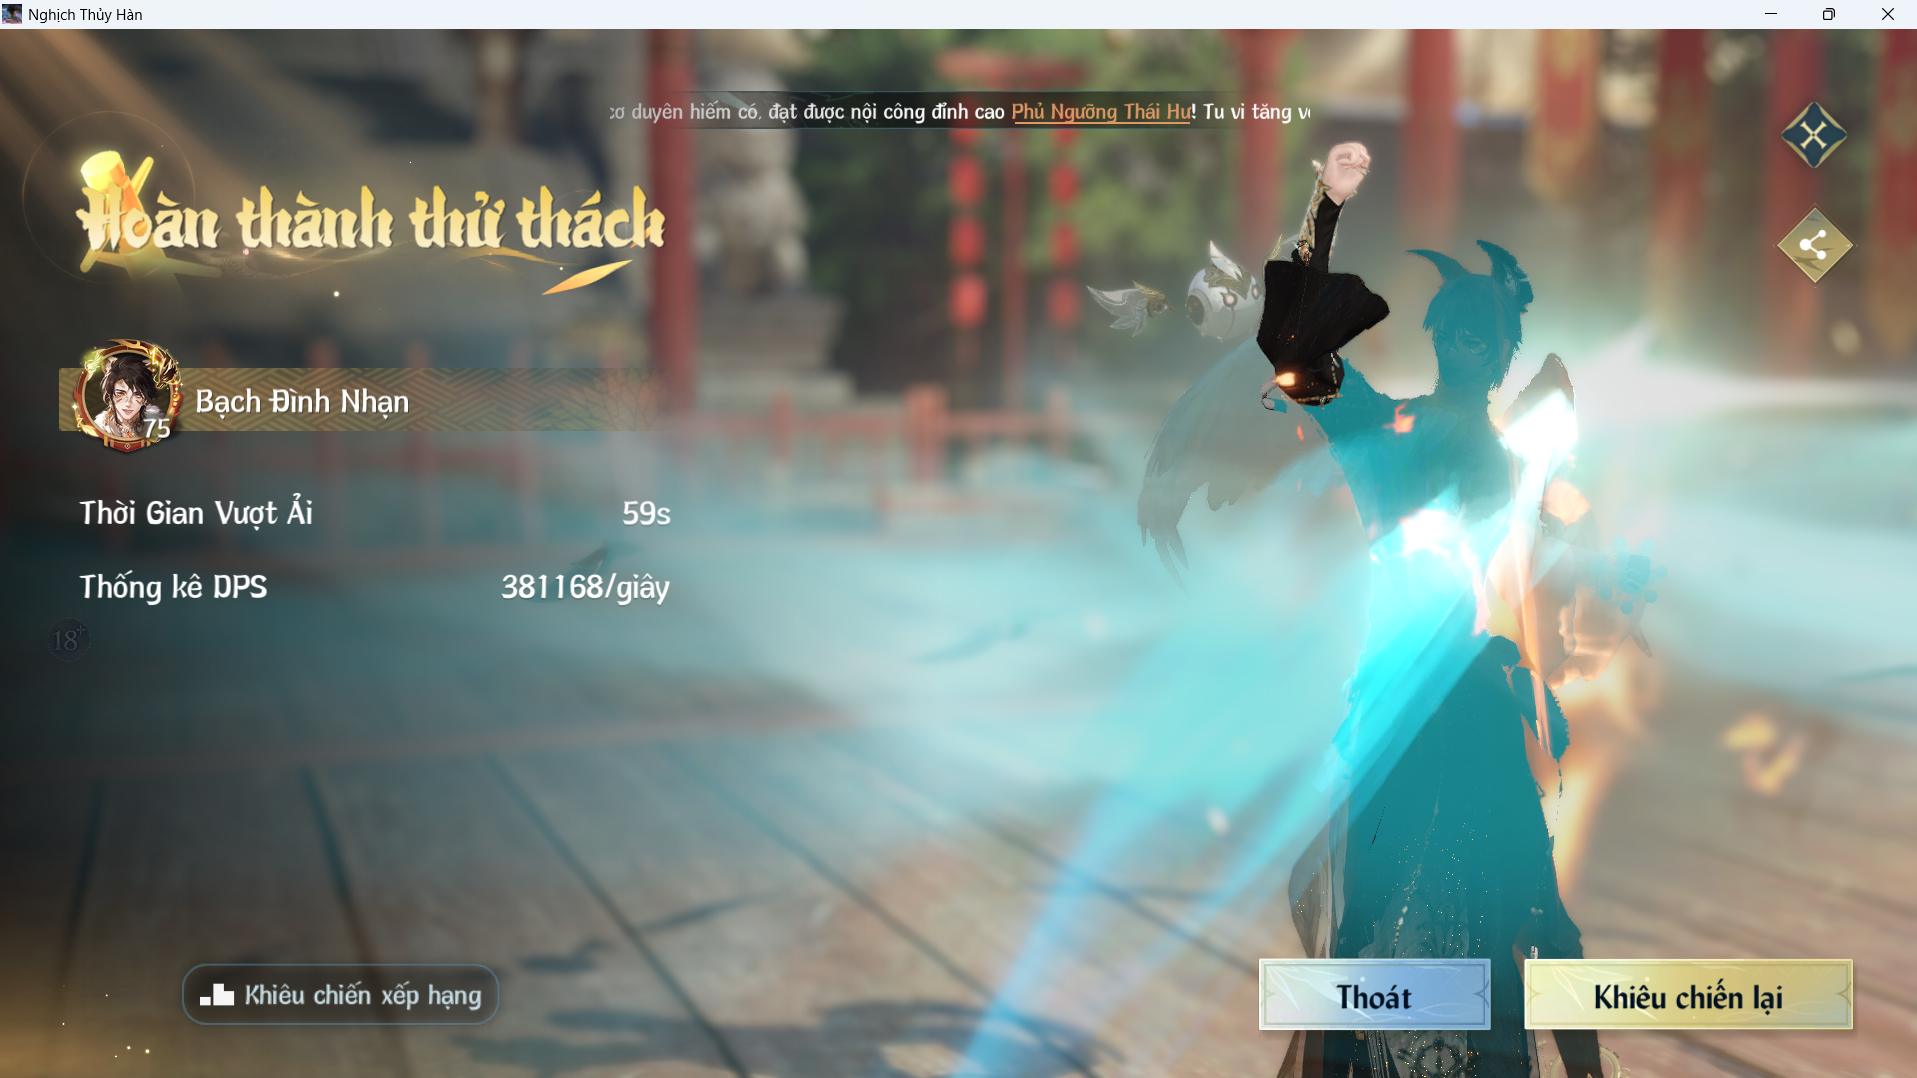 Nghịch Thủy Hàn
cơ duyên hiếm có, đạt được nội công đỉnh cao Phủ Ngưỡng Thái Hư! Tu vi tăng
Hoàn thành thử thách
75
Bạch Đình Nhạn
Thời Gian Vượt Ải 59s
Thống kê DPS 381168/giây
18+
Khiêu chiến xếp hạng
Thoát
Khiêu chiến lại